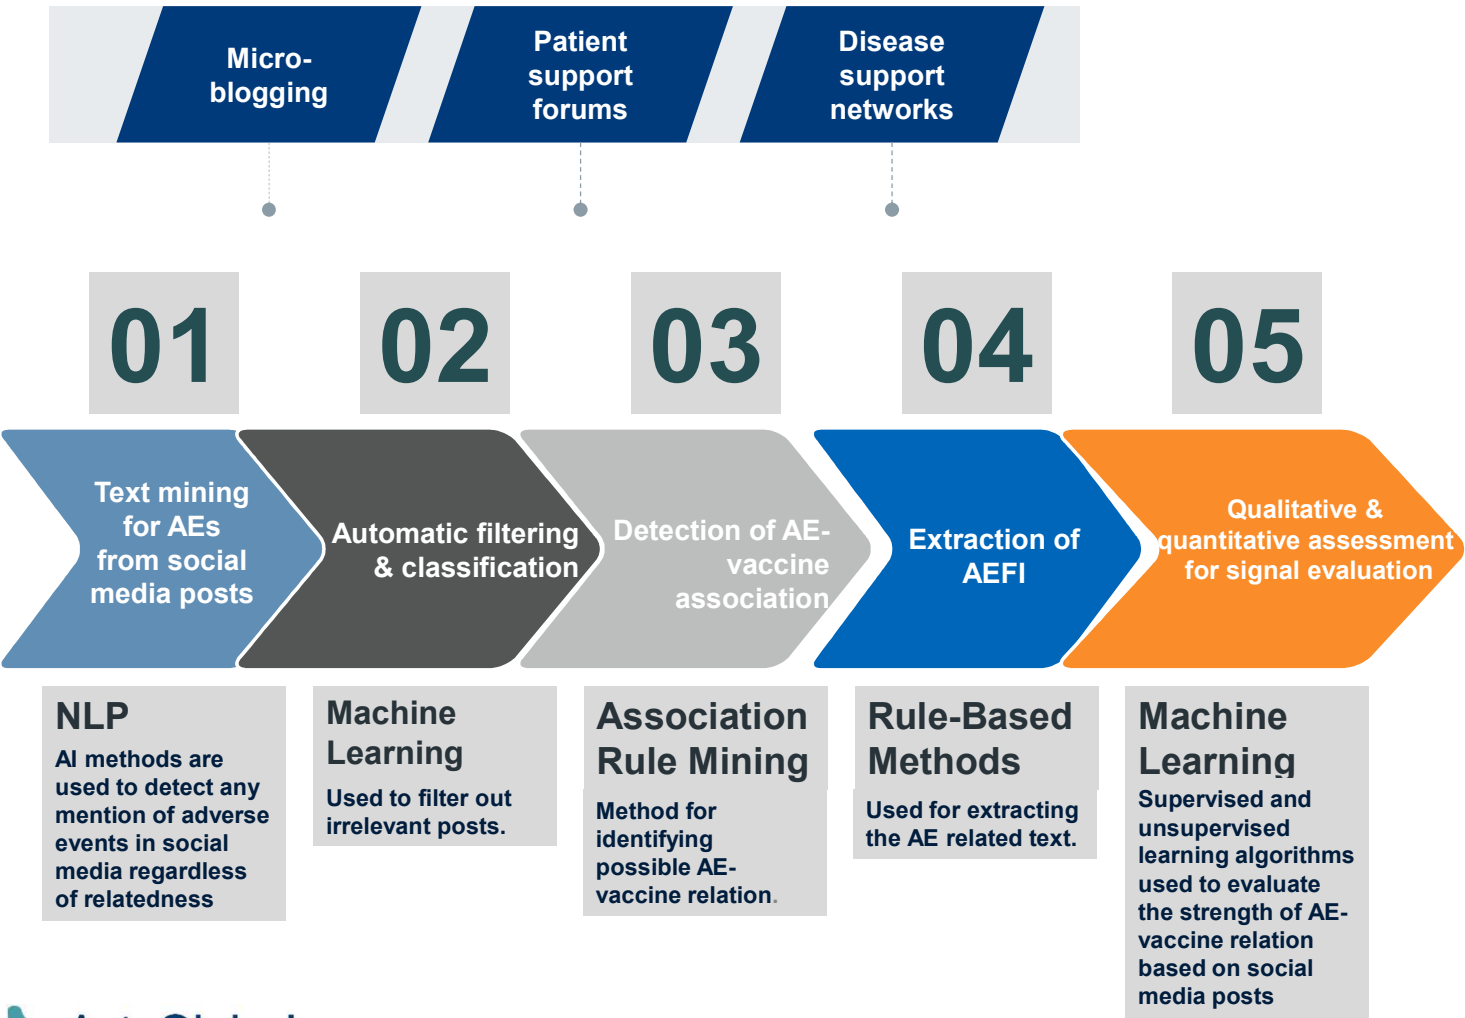 Micro-
blogging
Patient
support
forums
Disease
support
networks
01
02
03
04
05
Text mining
for AEs
from social
media posts
Automatic filtering
& classification
Detection of AE-
vaccine
association
Extraction of
AEFI
Qualitative &
quantitative assessment
for signal evaluation
NLP
AI methods are
used to detect any
mention of adverse
events in social
media regardless
of relatedness
Machine
Learning
Used to filter out
irrelevant posts.
Association
Rule Mining
Method for
identifying
possible AE-
vaccine relation.
Rule-Based
Methods
Used for extracting
the AE related text.
Machine
Learning
Supervised and
unsupervised
learning algorithms
used to evaluate
the strength of AE-
vaccine relation
based on social
media posts